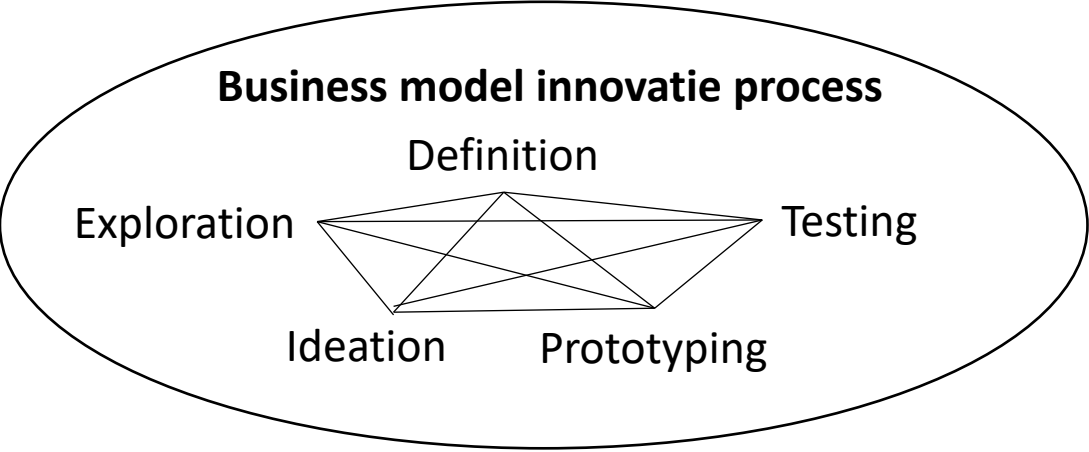 Business model innovatie process
Definition
Exploration
Testing
Ideation
Prototyping